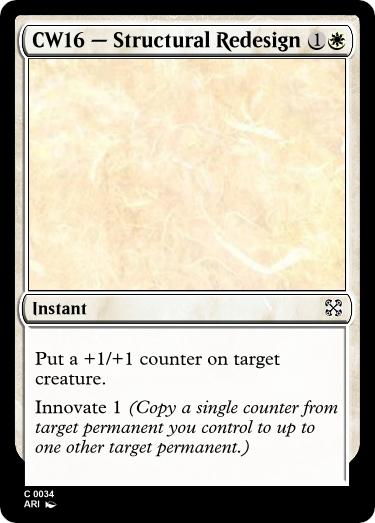 CW16 — Structural Redesign 1
Instant
Put a +1/+1 counter on target
creature.
Innovate 1 (Copy a single counter from
target permanent you control to up to
one other target permanent.)
C 0034
ARI